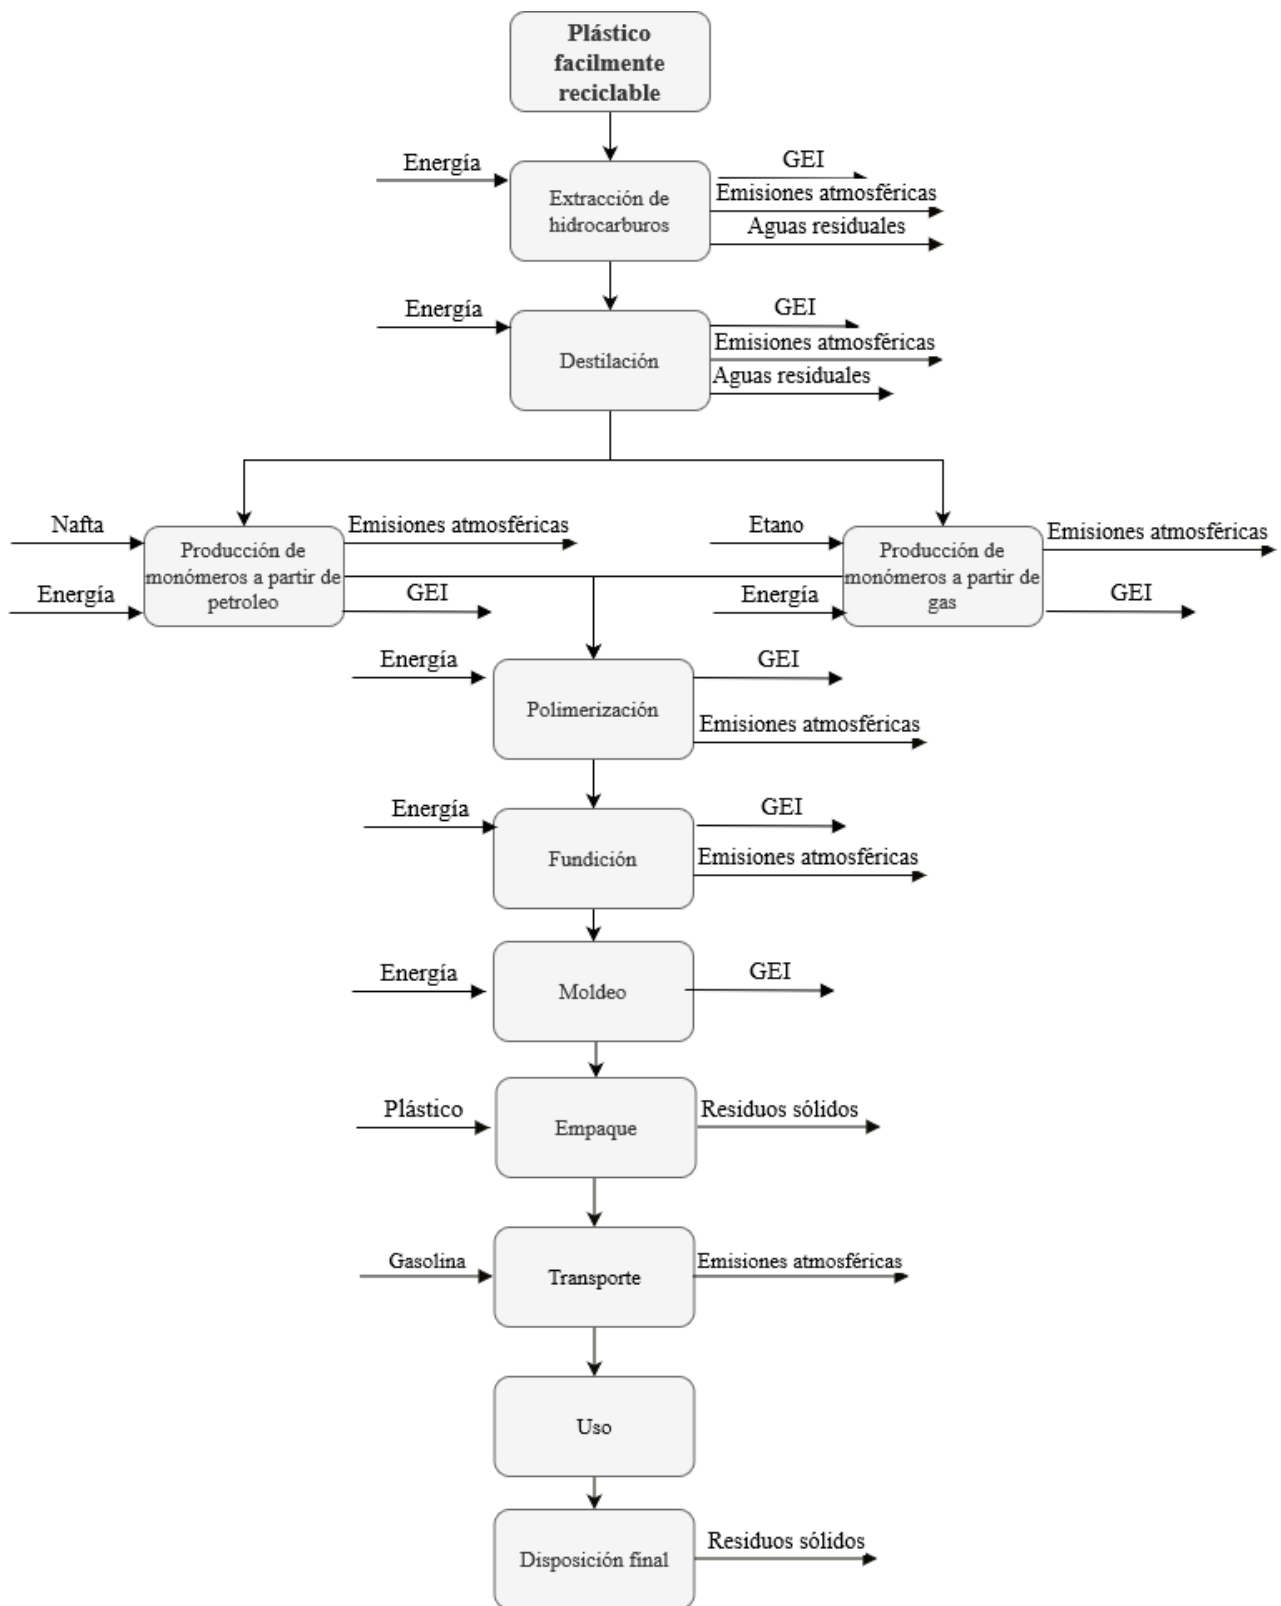 Plástico
facilmente
reciclable
Energía
GEI
Extracción de
hidrocarburos
Emisiones atmosféricas
Aguas residuales
Energía
GEI
Destilación
Emisiones atmosféricas
Aguas residuales
Nafta
Energía
Producción de
monómeros a partir de
petroleo
Emisiones atmosféricas
GEI
Etano
Energía
Producción de
monómeros a partir de
gas
Emisiones atmosféricas
GEI
Energía
Polimerización
GEI
Emisiones atmosféricas
Energía
Fundición
GEI
Emisiones atmosféricas
Energía
Moldeo
GEI
Plástico
Empaque
Residuos sólidos
Gasolina
Transporte
Emisiones atmosféricas
Uso
Disposición final
Residuos sólidos